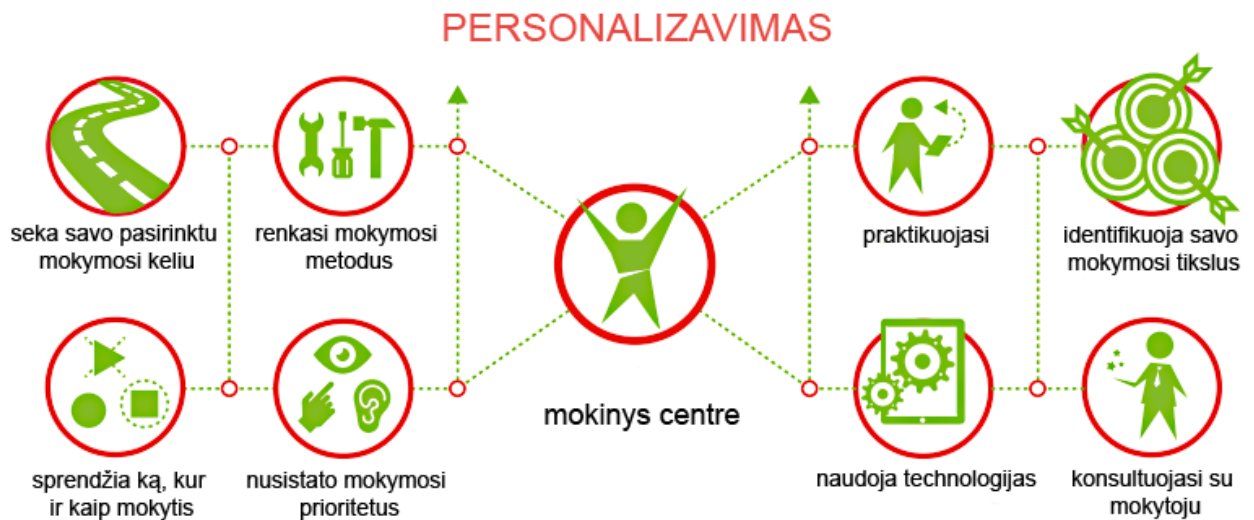 PERSONALIZAVIMAS
seka savo pasirinktu
mokymosi keliu
renkasi mokymosi
metodus
praktikuojasi
identifikuoja savo
mokymosi tikslus
mokinys centre
sprendžia ką, kur
ir kaip mokytis
nusistato mokymosi
prioritetus
naudoja technologijas
konsultuojasi su
mokytoju